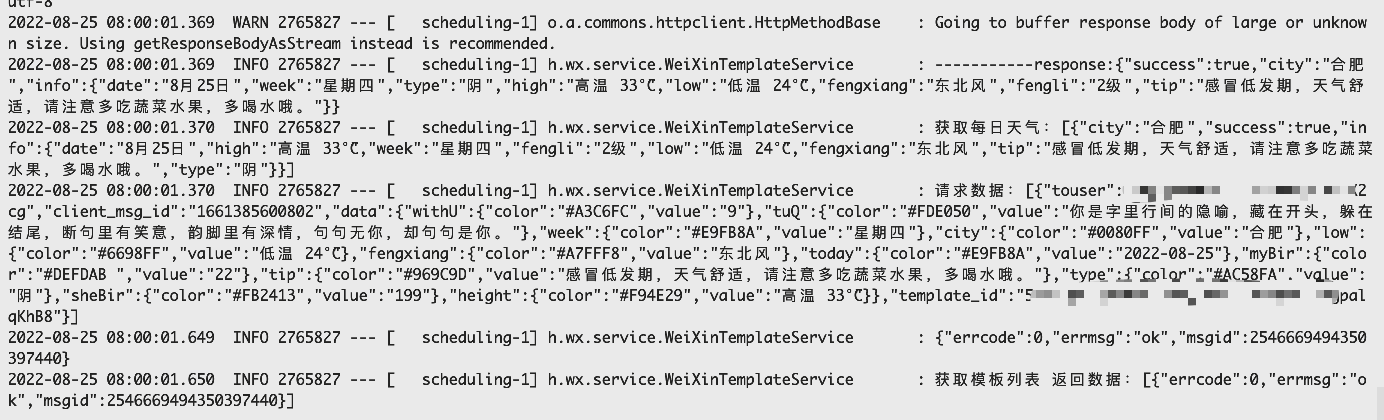 utf-8
2022-08-25 08:00:01.369  WARN 2765827 --- [   scheduling-1] o.a.commons.httpclient.HttpMethodBase    : Going to buffer response body of large or unknow
n size. Using getResponseBodyAsStream instead is recommended.
2022-08-25 08:00:01.369  INFO 2765827 --- [   scheduling-1] h.wx.service.WeiXinTemplateService       : -----------response:{"success":true,"city":"合肥
","info":{"date":"8月25日","week":"星期四","type":"阴","high":"高温 33℃","low":"低温 24℃","fengxiang":"东北风","fengli":"2级","tip":"感冒低发期，天气舒
适，请注意多吃蔬菜水果，多喝水哦。"}}
2022-08-25 08:00:01.370  INFO 2765827 --- [   scheduling-1] h.wx.service.WeiXinTemplateService       : 获取每日天气：[{"city":"合肥","success":true,"in
fo":{"date":"8月25日","high":"高温 33℃","week":"星期四","fengli":"2级","low":"低温 24℃","fengxiang":"东北风","tip":"感冒低发期，天气舒适，请注意多吃蔬菜
水果，多喝水哦。","type":"阴"}}]
2022-08-25 08:00:01.370  INFO 2765827 --- [   scheduling-1] h.wx.service.WeiXinTemplateService       : 请求数据：[{"touser":
cg","client_msg_id":"1661385600802","data":{"withU":{"color":"#A3C6FC","value":"9"},"tuQ":{"color":"#FDE050","value":"你是字里行间的隐喻，藏在开头，躲在
结尾，断句里有笑意，韵脚里有深情，句句无你，却句句是你。"},"week":{"color":"#E9FB8A","value":"星期四"},"city":{"color":"#0080FF","value":"合肥"},"low":
{"color":"#6698FF","value":"低温 24℃"},"fengxiang":{"color":"#A7FFF8","value":"东北风"},"today":{"color":"#E9FB8A","value":"2022-08-25"},"myBir":{"colo
r":"#DEFDAB ","value":"22"},"tip":{"color":"#969C9D","value":"感冒低发期，天气舒适，请注意多吃蔬菜水果，多喝水哦。"},"type":{"color":"#AC58FA","value":
"阴"},"sheBir":{"color":"#FB2413","value":"199"},"height":{"color":"#F94E29","value":"高温 33℃"}},"template_id":"5 pal
qKhB8"}]
2022-08-25 08:00:01.649  INFO 2765827 --- [   scheduling-1] h.wx.service.WeiXinTemplateService       : {"errcode":0,"errmsg":"ok","msgid":2546669494350
397440}
2022-08-25 08:00:01.650  INFO 2765827 --- [   scheduling-1] h.wx.service.WeiXinTemplateService       : 获取模板列表 返回数据：[{"errcode":0,"errmsg":"o
k","msgid":2546669494350397440}]